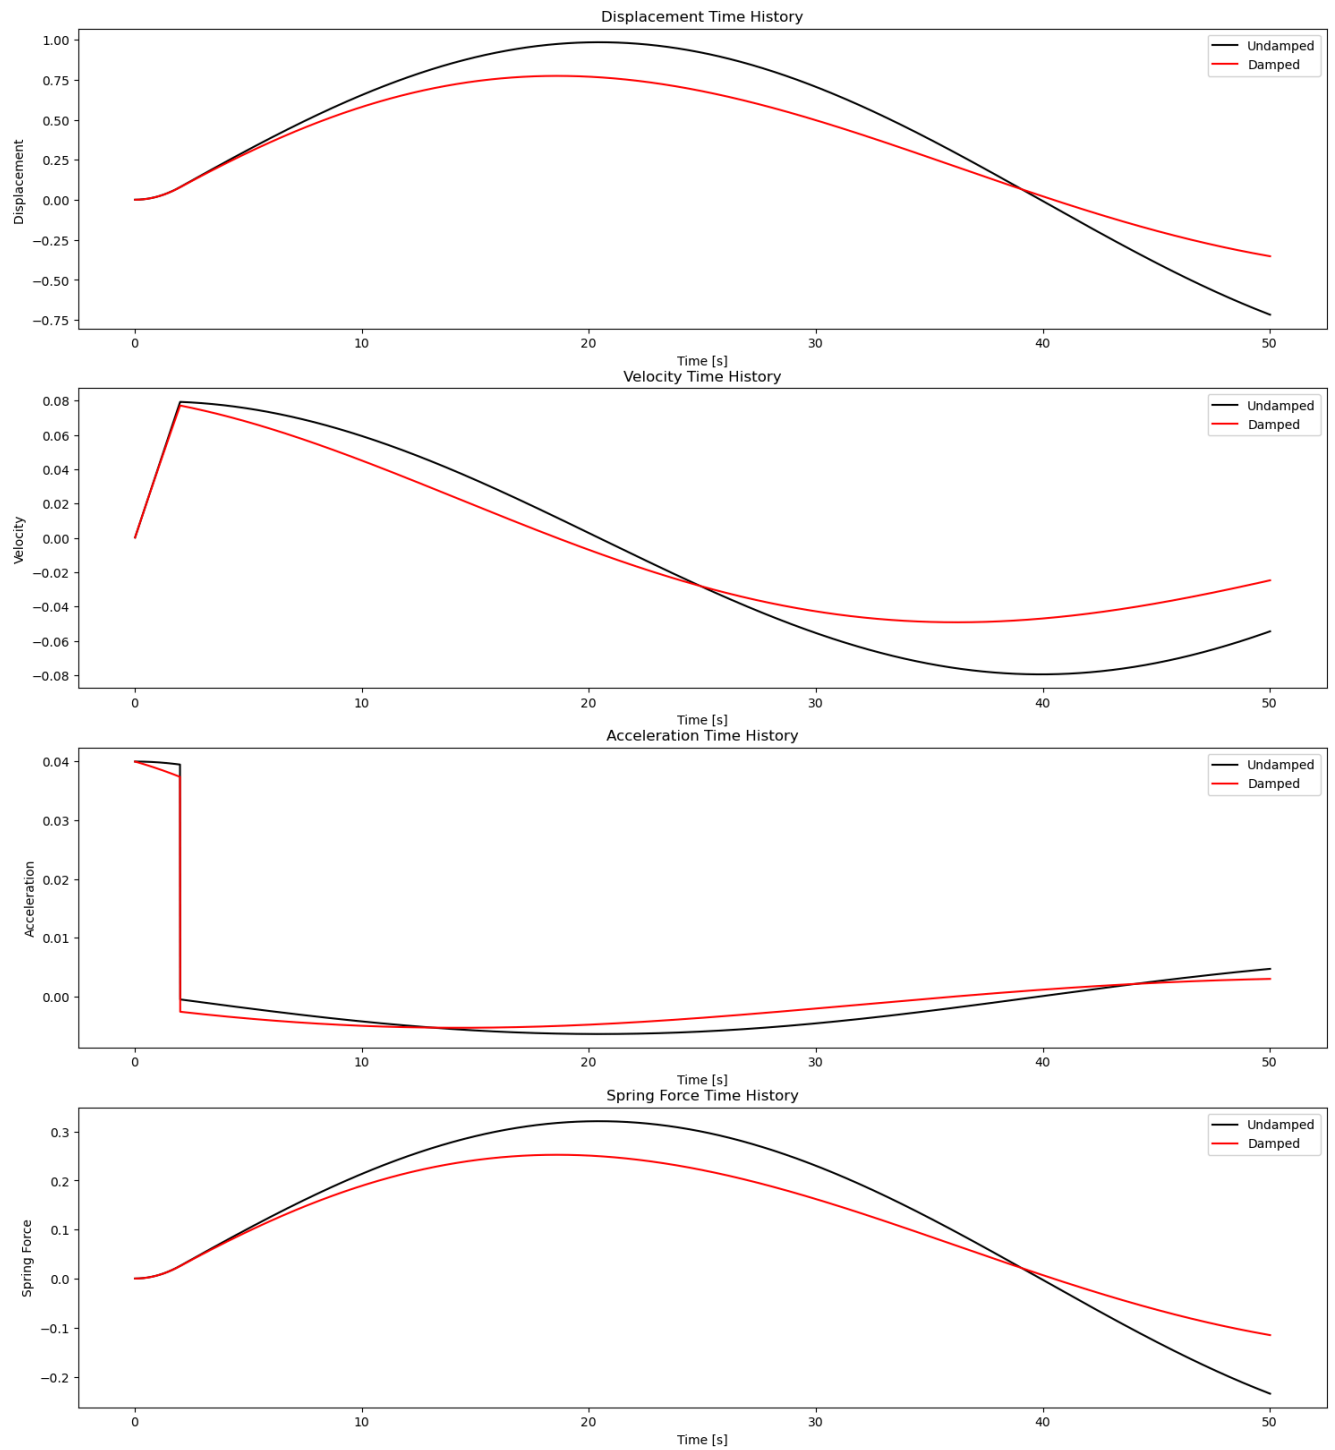 Displacement Time History
1.00
0.75
0.50
0.25
0.00
−0.25
−0.50
−0.75
Displacement
Undamped
Damped
0 10 20 30 40 50
Time [s]
Velocity Time History
0.08
0.06
0.04
0.02
0.00
−0.02
−0.04
−0.06
−0.08
Velocity
Undamped
Damped
0 10 20 30 40 50
Time [s]
Acceleration Time History
0.04
0.03
0.02
0.01
0.00
Acceleration
Undamped
Damped
0 10 20 30 40 50
Time [s]
Spring Force Time History
0.3
0.2
0.1
0.0
−0.1
−0.2
Spring Force
Undamped
Damped
0 10 20 30 40 50
Time [s]